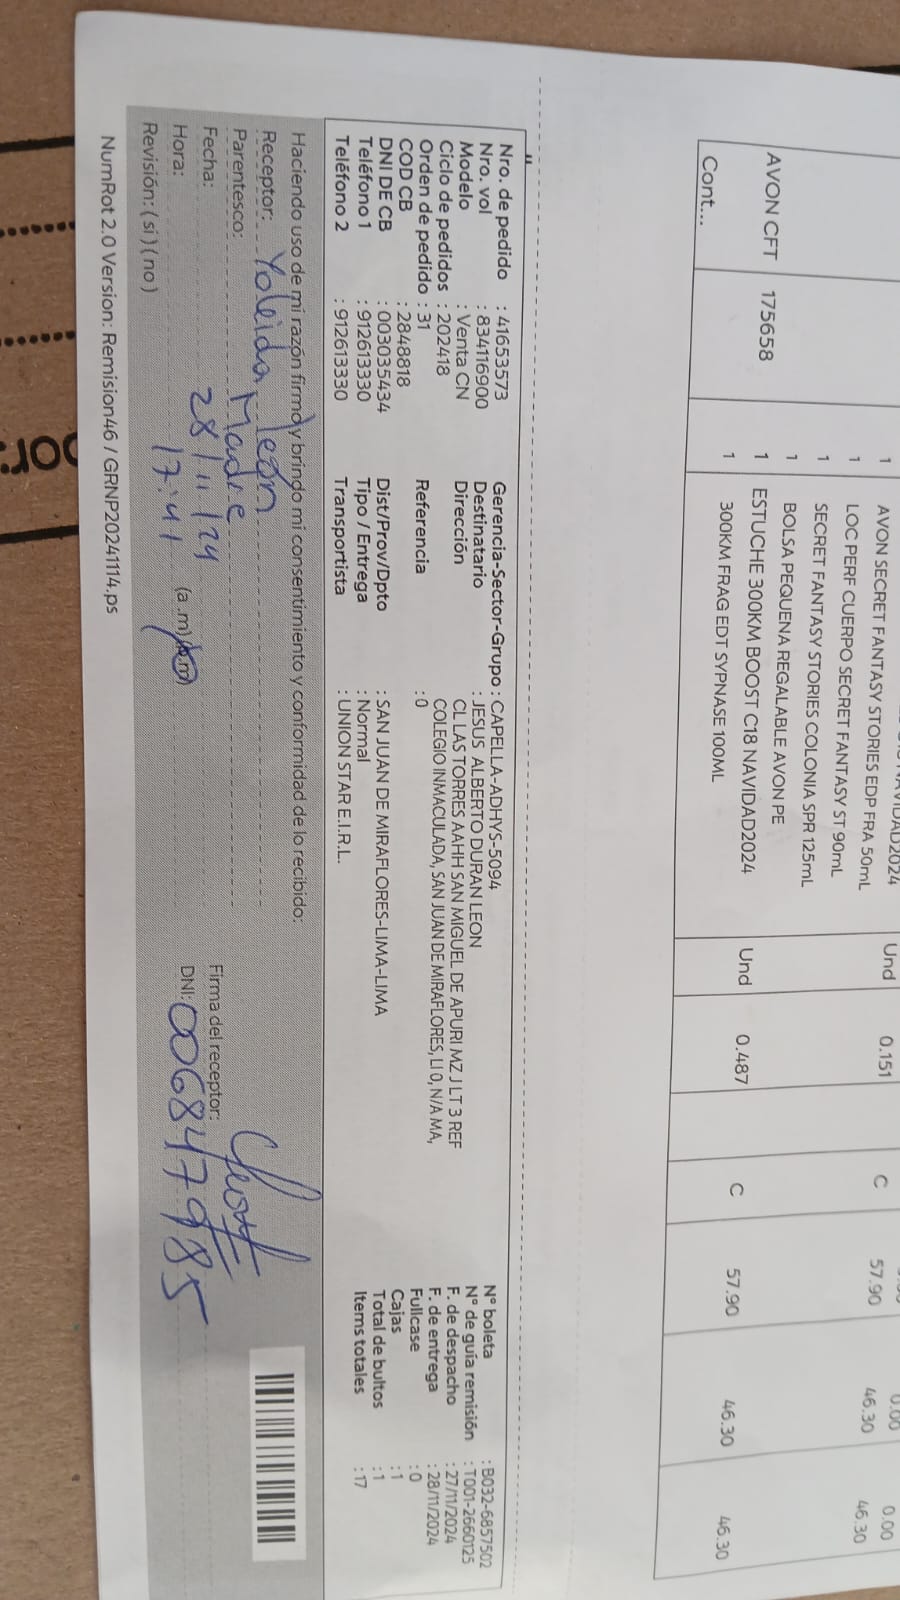 NAVIDAD2024 0.00 0.00
1 AVON SECRET FANTASY STORIES EDP FRA 50mL Und 0.151 C 57.90 46.30 46.30
1 LOC PERF CUERPO SECRET FANTASY ST 90mL
1 SECRET FANTASY STORIES COLONIA SPR 125mL
1 BOLSA PEQUENA REGALABLE AVON PE
AVON CFT 175658 1 ESTUCHE 300KM BOOST C18 NAVIDAD2024 Und 0.487 C 57.90 46.30 46.30
1 300KM FRAG EDT SYPNASE 100ML
Cont...
Nro. de pedido : 41653573
Nro. vol : 834116900
Modelo : Venta CN
Ciclo de pedidos : 202418
Orden de pedido : 31
COD CB : 2848818
DNI DE CB : 003035434
Teléfono 1 : 912613330
Teléfono 2 : 912613330
Gerencia-Sector-Grupo : CAPELLA-ADHYS-5094
Destinatario : JESUS ALBERTO DURAN LEON
Dirección CL LAS TORRES AAHH SAN MIGUEL DE APURI MZ J LT 3 REF
COLEGIO INMACULADA, SAN JUAN DE MIRAFLORES, LI 0, N/A MA,
Referencia : 0
Dist/Prov/Dpto : SAN JUAN DE MIRAFLORES-LIMA-LIMA
Tipo / Entrega : Normal
Transportista : UNION STAR E.I.R.L.
N° boleta : B032-6857502
N° de guía remisión : T001-2660125
F. de despacho : 27/11/2024
F. de entrega : 28/11/2024
Fullcase : 0
Cajas : 1
Total de bultos : 1
Items totales : 17
Haciendo uso de mi razón firmo y brindo mi consentimiento y conformidad de lo recibido:
Receptor: Yoleida León
Parentesco: Madre
Fecha: 28/11/24
Hora: 17:41 (a.m) (p.m)
Revisión: ( si ) ( no )
Firma del receptor:
DNI: 006847985
NumRot 2.0 Version: Remision46 / GRNP20241114.ps